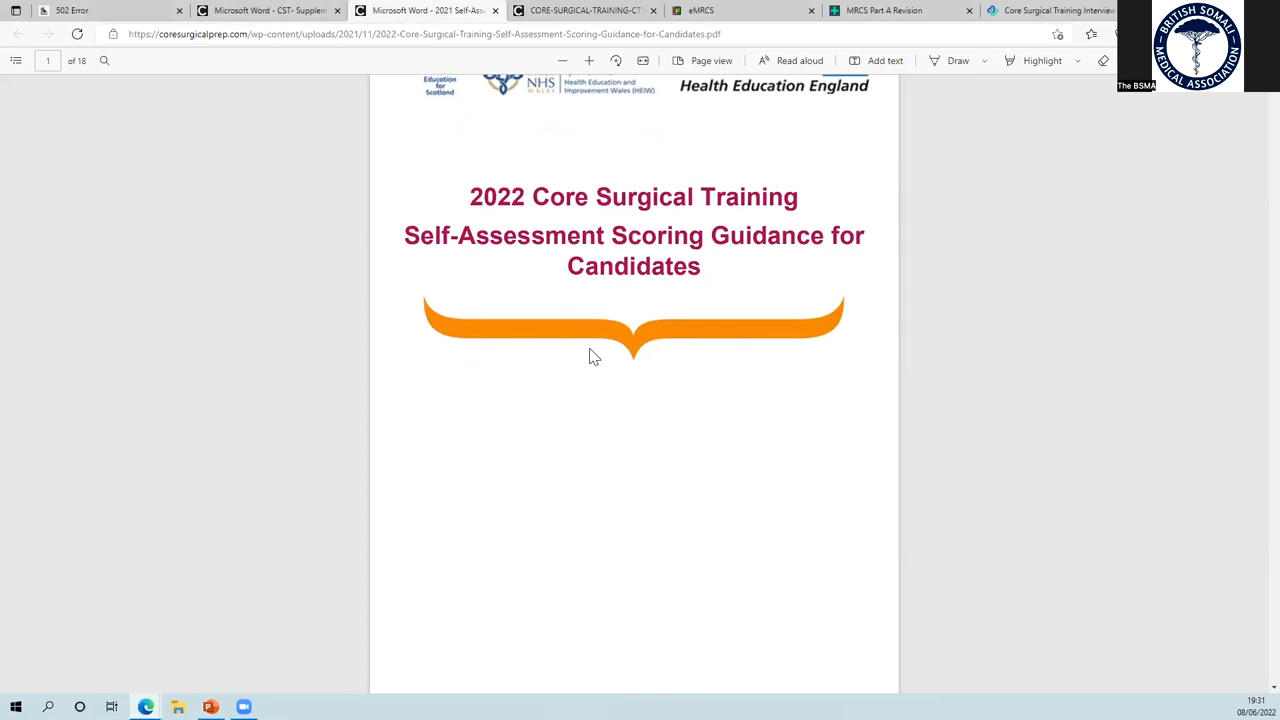 502 Error
Microsoft Word - CST- Supplem
Microsoft Word - 2021 Self-Ass
CORE-SURGICAL-TRAINING-CT
eMRCS
MRCS Part A Revision
Core Surgical Training Interview
https://coresurgicalprep.com/wp-content/uploads/2021/11/2022-Core-Surgical-Training-Self-Assessment-Scoring-Guidance-for-Candidates.pdf
1 of 18
Page view
Read aloud
Add text
Draw
Highlight
BRITISH SOMALI
MEDICAL ASSOCIATION
The BSMA
Education
for
Scotland
NHS
WALES
Health Education and
Improvement Wales (HEIW)
Health Education England
2022 Core Surgical Training
Self-Assessment Scoring Guidance for
Candidates
19:31
08/06/2022